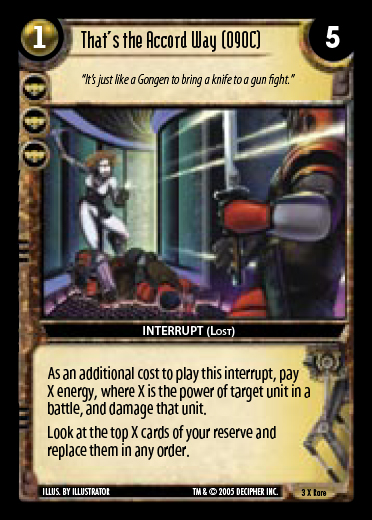 1
That's the Accord Way (090C)
5
"It's just like a Gongen to bring a knife to a gun fight."
INTERRUPT (LOST)
As an additional cost to play this interrupt, pay
X energy, where X is the power of target unit in a
battle, and damage that unit.
Look at the top X cards of your reserve and
replace them in any order.
ILLUS. BY ILLUSTRATOR
TM & © 2005 DECIPHER INC.
3 X Rare